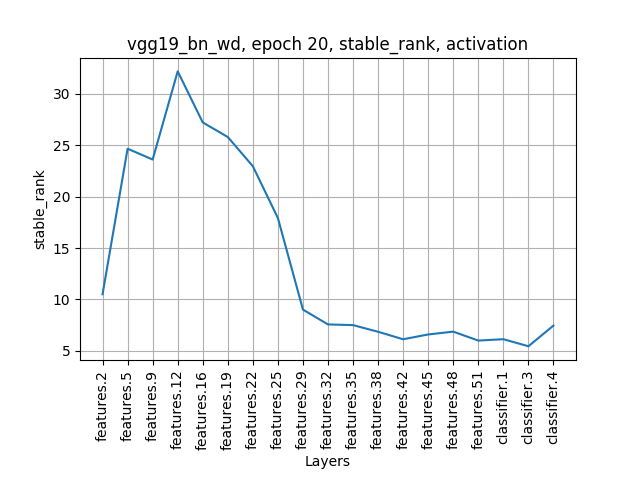 vgg19_bn_wd, epoch 20, stable_rank, activation
30
25
20
15
10
5
stable_rank
features.2
features.5
features.9
features.12
features.16
features.19
features.22
features.25
features.29
features.32
features.35
features.38
features.42
features.45
features.48
features.51
classifier.1
classifier.3
classifier.4
Layers